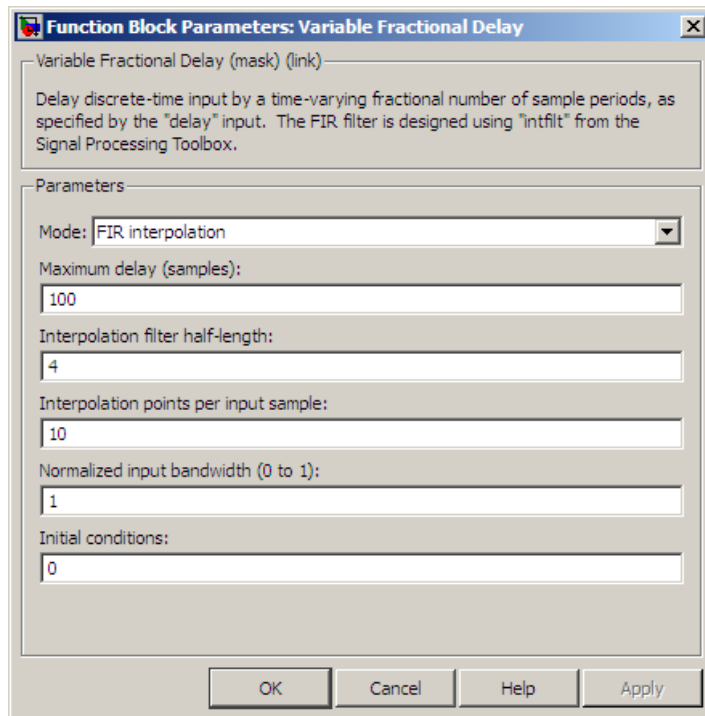 Function Block Parameters: Variable Fractional Delay
Variable Fractional Delay (mask) (link)
Delay discrete-time input by a time-varying fractional number of sample periods, as
specified by the "delay" input. The FIR filter is designed using "intfilt" from the
Signal Processing Toolbox.
Parameters
Mode: FIR interpolation
Maximum delay (samples):
100
Interpolation filter half-length:
4
Interpolation points per input sample:
10
Normalized input bandwidth (0 to 1):
1
Initial conditions:
0
OK Cancel Help Apply